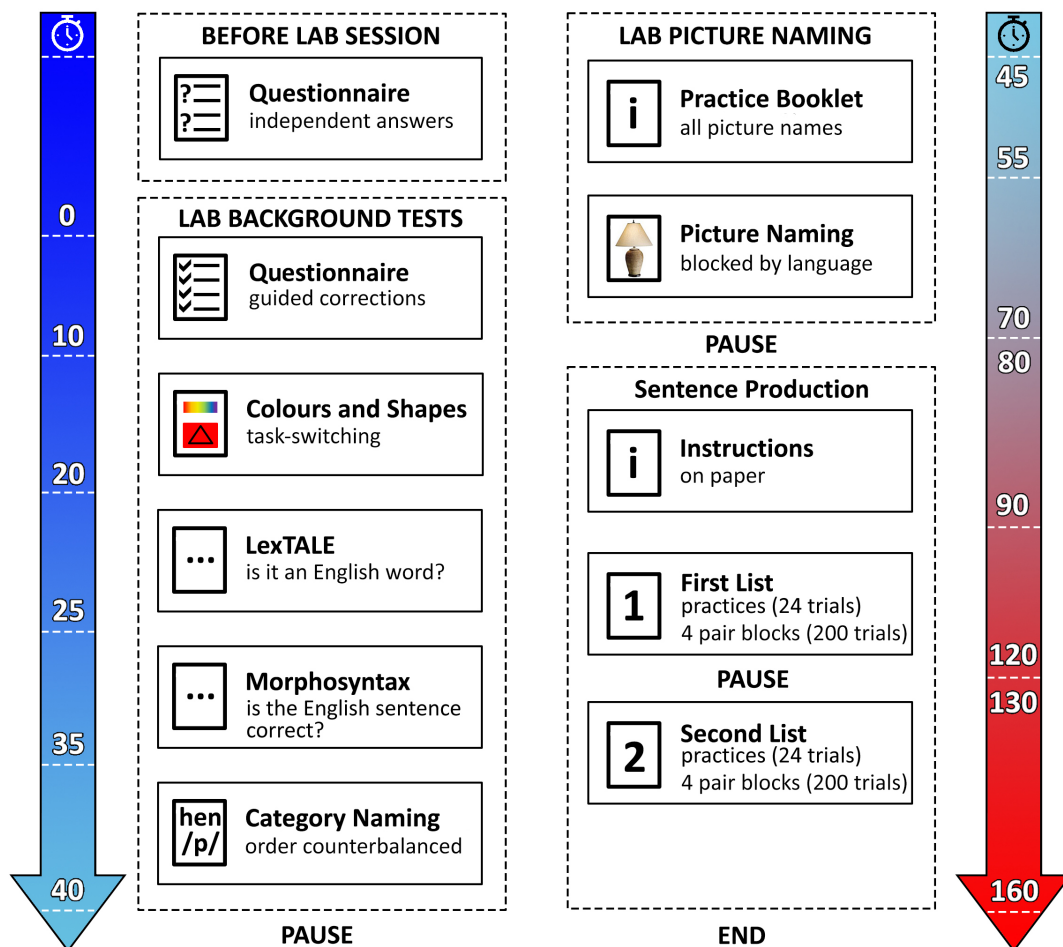 BEFORE LAB SESSION
?
?
Questionnaire
independent answers
0
LAB BACKGROUND TESTS
Questionnaire
guided corrections
10
Colours and Shapes
task-switching
20
...
LexTALE
is it an English word?
25
...
Morphosyntax
is the English sentence
correct?
35
hen
/p/
Category Naming
order counterbalanced
40
PAUSE
LAB PICTURE NAMING
45
i
Practice Booklet
all picture names
55
Picture Naming
blocked by language
70
PAUSE
80
Sentence Production
i
Instructions
on paper
90
1
First List
practices (24 trials)
4 pair blocks (200 trials)
120
PAUSE
130
2
Second List
practices (24 trials)
4 pair blocks (200 trials)
160
END